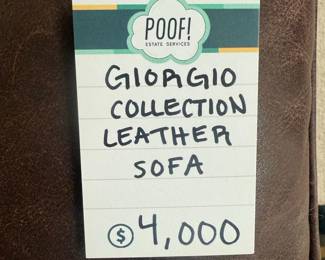 POOF!
ESTATE SERVICES
GIORGIO
COLLECTION
LEATHER
SOFA
$ 4,000